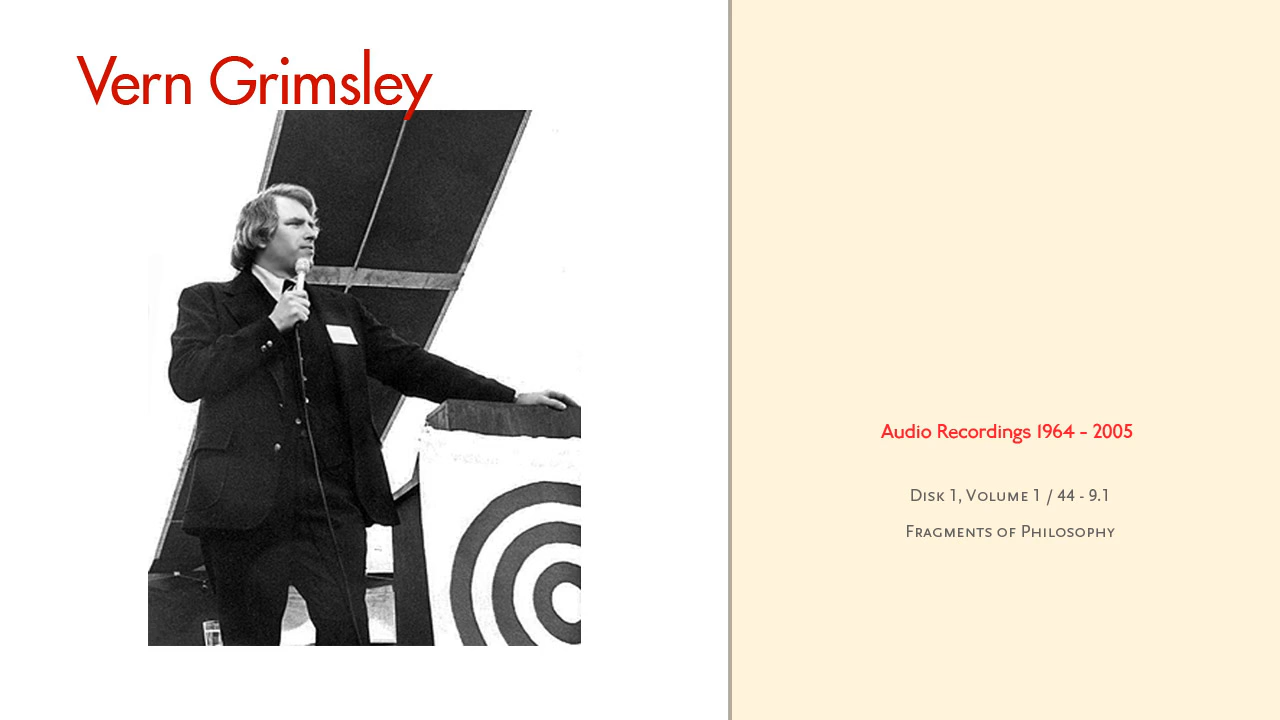 Vern Grimsley
Audio Recordings 1964 - 2005
Disk 1, Volume 1 / 44 - 9.1
Fragments of Philosophy